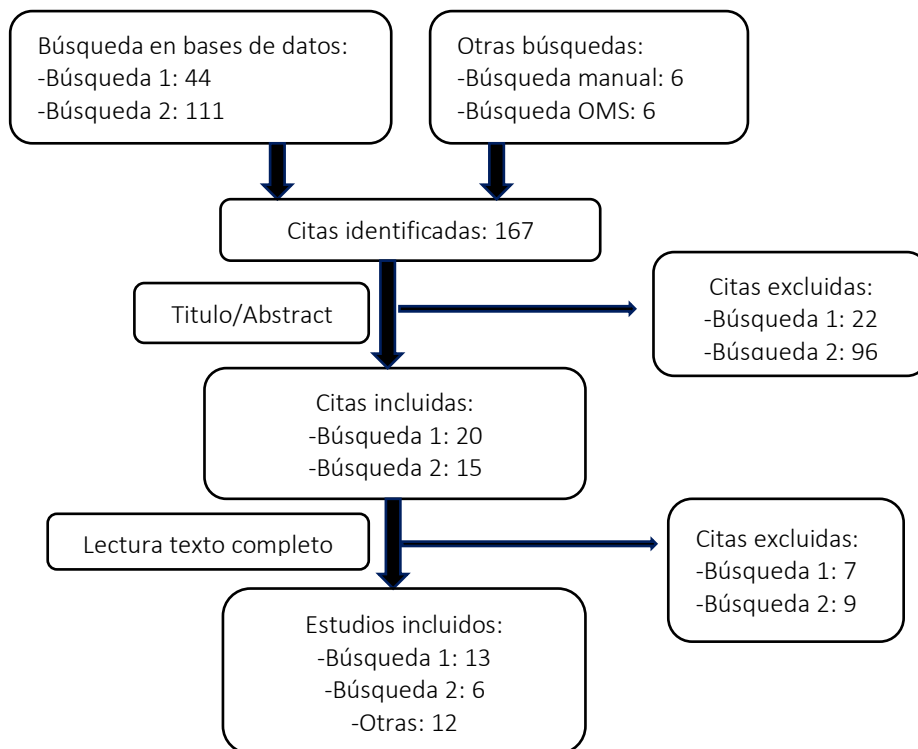 Búsqueda en bases de datos:
-Búsqueda 1: 44
-Búsqueda 2: 111
Otras búsquedas:
-Búsqueda manual: 6
-Búsqueda OMS: 6
Citas identificadas: 167
Titulo/Abstract
Citas excluidas:
-Búsqueda 1: 22
-Búsqueda 2: 96
Citas incluidas:
-Búsqueda 1: 20
-Búsqueda 2: 15
Lectura texto completo
Citas excluidas:
-Búsqueda 1: 7
-Búsqueda 2: 9
Estudios incluidos:
-Búsqueda 1: 13
-Búsqueda 2: 6
-Otras: 12